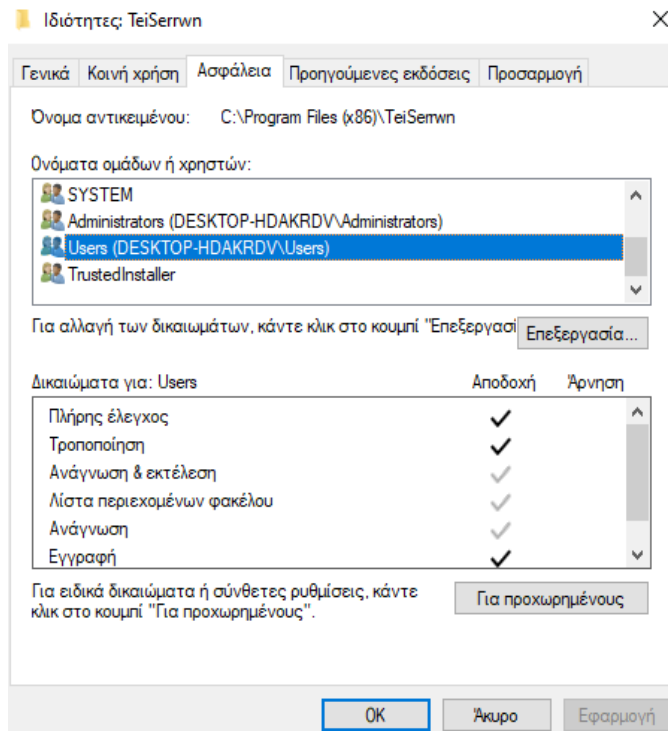 Ιδιότητες: TeiSerrwn
Γενικά Κοινή χρήση Ασφάλεια Προηγούμενες εκδόσεις Προσαρμογή
Όνομα αντικειμένου: C:\Program Files (x86)\TeiSerrwn
Ονόματα ομάδων ή χρηστών:
SYSTEM
Administrators (DESKTOP-HDAKRDV\Administrators)
Users (DESKTOP-HDAKRDV\Users)
TrustedInstaller
Για αλλαγή των δικαιωμάτων, κάντε κλικ στο κουμπί "Επεξεργασί Επεξεργασία...
Δικαιώματα για: Users Αποδοχή Άρνηση
Πλήρης έλεγχος
Τροποποίηση
Ανάγνωση & εκτέλεση
Λίστα περιεχομένων φακέλου
Ανάγνωση
Εγγραφή
Για ειδικά δικαιώματα ή σύνθετες ρυθμίσεις, κάντε
κλικ στο κουμπί "Για προχωρημένους". Για προχωρημένους
OK Άκυρο Εφαρμογή